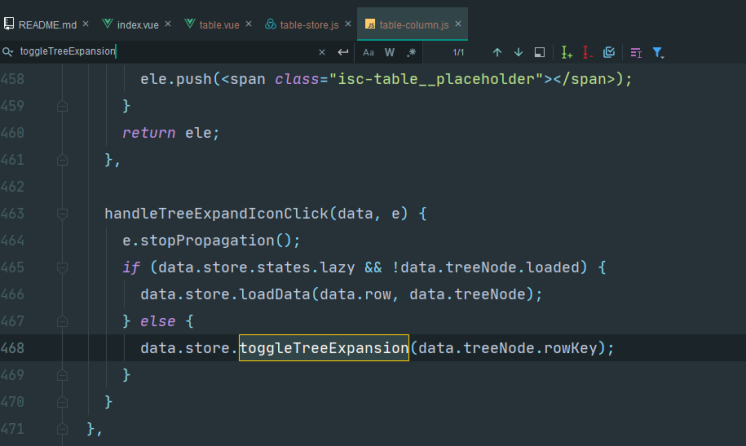 README.md × index.vue × table.vue × table-store.js × table-column.js ×
toggleTreeExpansion × Aa W .* 1/1
458 ele.push(<span class="isc-table__placeholder"></span>);
459 }
460 return ele;
461 },
462
463 handleTreeExpandIconClick(data, e) {
464 e.stopPropagation();
465 if (data.store.states.lazy && !data.treeNode.loaded) {
466 data.store.loadData(data.row, data.treeNode);
467 } else {
468 data.store.toggleTreeExpansion(data.treeNode.rowKey);
469 }
470 }
471 },